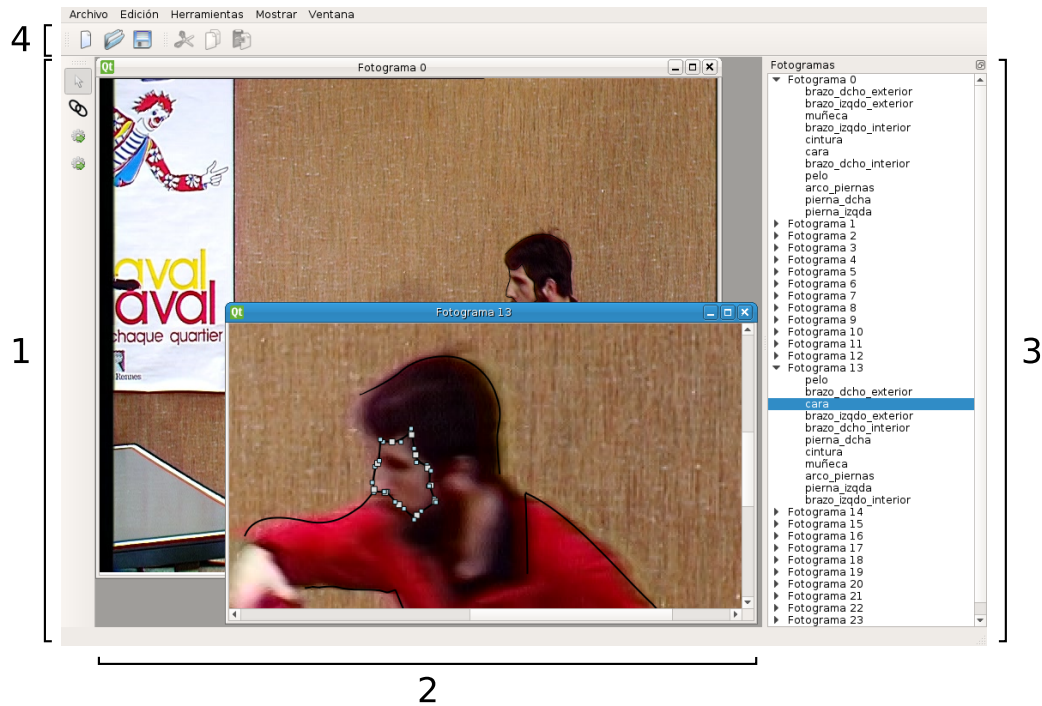 Archivo Edición Herramientas Mostrar Ventana
4
Qt Fotograma 0
aval
aval
chaque quartier
Rennes
Qt Fotograma 13
1
2
3
Fotogramas
Fotograma 0
brazo_dcho_exterior
brazo_izqdo_exterior
muñeca
brazo_izqdo_interior
cintura
cara
brazo_dcho_interior
pelo
arco_piernas
pierna_dcha
pierna_izqda
Fotograma 1
Fotograma 2
Fotograma 3
Fotograma 4
Fotograma 5
Fotograma 6
Fotograma 7
Fotograma 8
Fotograma 9
Fotograma 10
Fotograma 11
Fotograma 12
Fotograma 13
pelo
brazo_dcho_exterior
cara
brazo_izqdo_exterior
brazo_dcho_interior
pierna_dcha
cintura
muñeca
arco_piernas
pierna_izqda
brazo_izqdo_interior
Fotograma 14
Fotograma 15
Fotograma 16
Fotograma 17
Fotograma 18
Fotograma 19
Fotograma 20
Fotograma 21
Fotograma 22
Fotograma 23